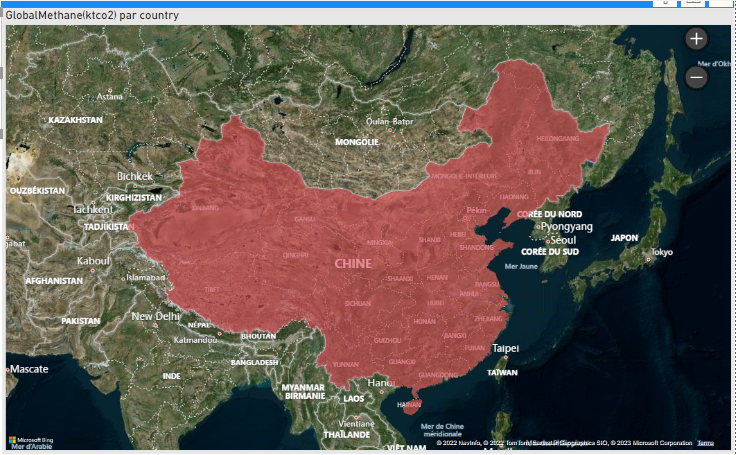 GlobalMethane(ktco2) par country
Mer d'Okh
Astana
KAZAKHSTAN
Oulan-Bator
MONGOLIE
HEILONGJIANG
JILIN
Bichkek
MONGOLIE-INTÉRIEURE
OUZBÉKISTAN
KIRGHIZISTAN
LIAONING
Tachkent
XINJIANG
Pékin
CORÉE DU NORD
GANSU
TADJIKISTAN
Pyongyang
HEBEI
Séoul
JAPON
NINGXIA
SHANXI
SHANDONG
CORÉE DU SUD
gabat
QINGHAI
Tokyo
Kaboul
CHINE
Mer Jaune
AFGHANISTAN
Islamabad
SHAANXI
HENAN
JIANGSU
TIBET
ANHUI
PAKISTAN
SICHUAN
HUBEI
New Delhi
NÉPAL
HUNAN
ZHEJIANG
Katmandou
BHOUTAN
GUIZHOU
JIANGXI
Taipei
BANGLADESH
YUNNAN
GUANGXI
FUJIAN
Mascate
INDE
GUANGDONG
TAÏWAN
MYANMAR
BIRMANIE
Hanoï
LAOS
HAINAN
Vientiane
Mer de Chine
méridionale
THAÏLANDE
VIÊT NAM
Microsoft Bing
Mer d'Arabie
© 2022 NavInfo, © 2022 TomTom, © 2023 Microsoft Corporation
Terms